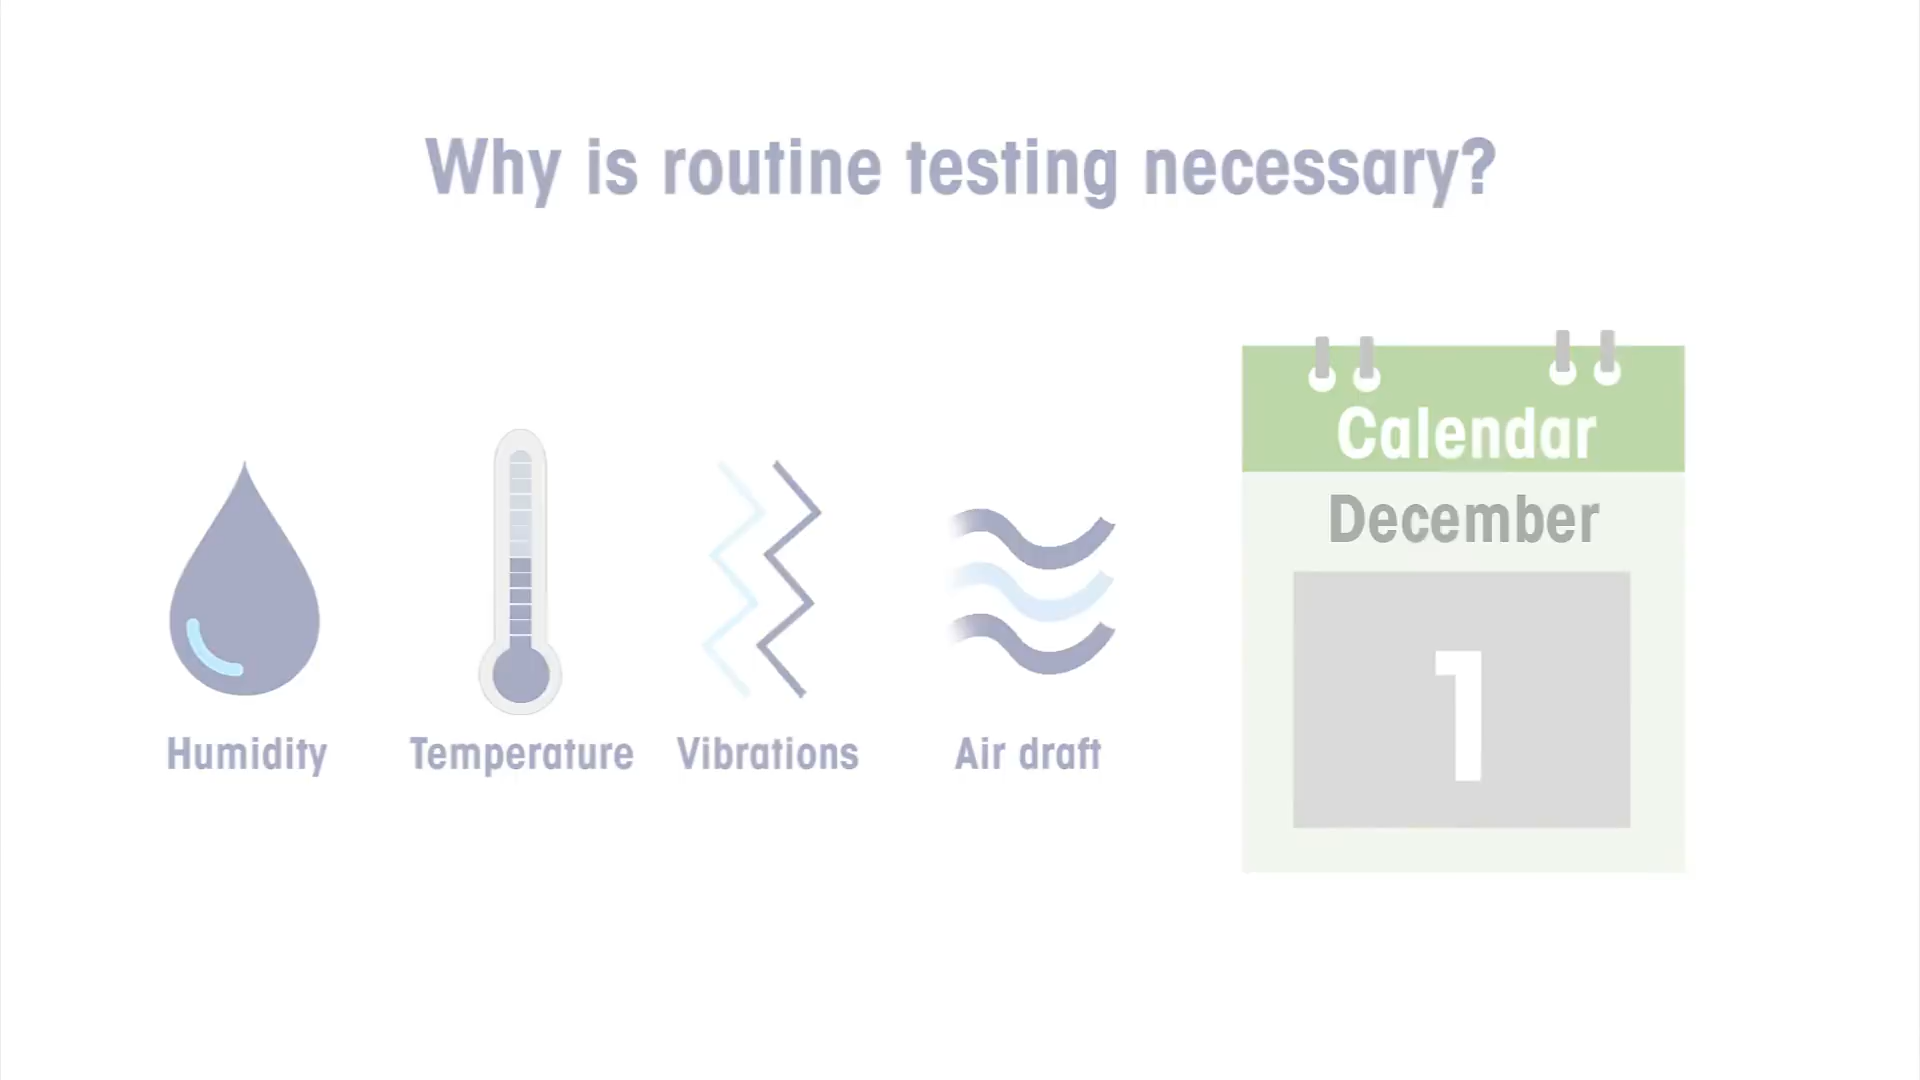 Why is routine testing necessary?
Calendar
December
1
Humidity
Temperature
Vibrations
Air draft